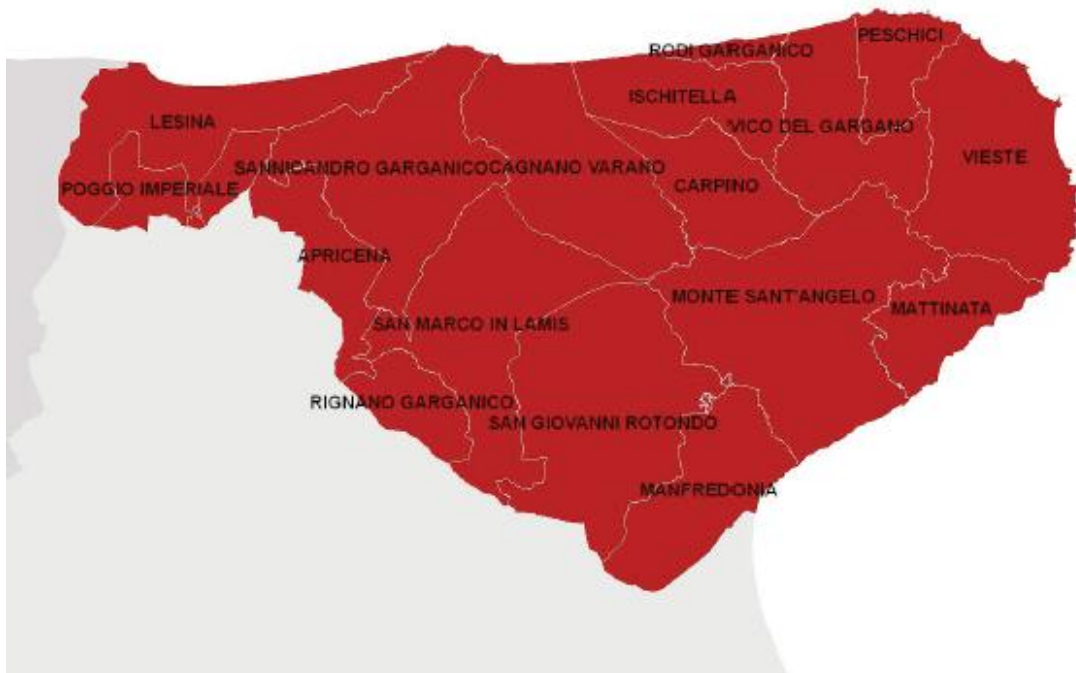 PESCHICI
RODI GARGANICO
ISCHITELLA
LESINA
VICO DEL GARGANO
VIESTE
SANNICANDRO GARGANICO
CAGNANO VARANO
POGGIO IMPERIALE
CARPINO
APRICENA
MONTE SANT'ANGELO
MATTINATA
SAN MARCO IN LAMIS
RIGNANO GARGANICO
SAN GIOVANNI ROTONDO
MANFREDONIA